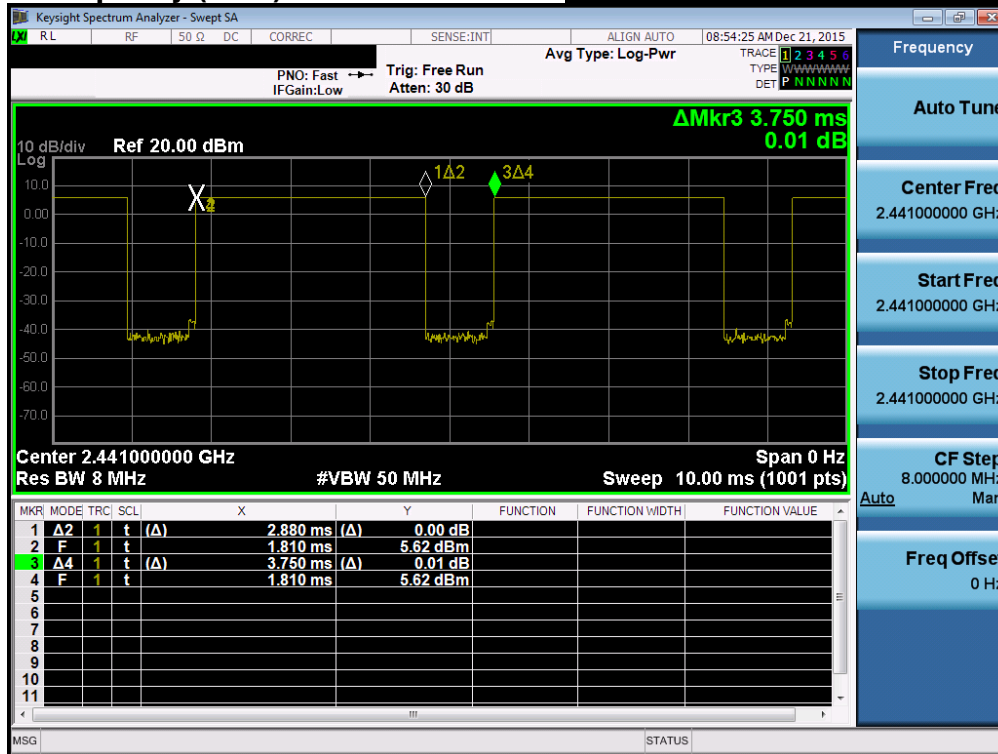 Keysight Spectrum Analyzer - Swept SA
RL RF 50 Ω DC CORREC SENSE:INT ALIGN AUTO 08:54:25 AM Dec 21, 2015
PNO: Fast
IFGain:Low
Trig: Free Run
Atten: 30 dB
Avg Type: Log-Pwr
TRACE 1 2 3 4 5 6
TYPE WWWWWW
DET P N N N N N
ΔMkr3 3.750 ms
0.01 dB
10 dB/div Ref 20.00 dBm
Log
1Δ2 3Δ4
10.0
0.00
-10.0
-20.0
-30.0
-40.0
-50.0
-60.0
-70.0
Center 2.441000000 GHz Span 0 Hz
Res BW 8 MHz #VBW 50 MHz Sweep 10.00 ms (1001 pts)
MKR MODE TRC SCL X Y FUNCTION FUNCTION WIDTH FUNCTION VALUE
1 Δ2 1 t (Δ) 2.880 ms (Δ) 0.00 dB
2 F 1 t 1.810 ms 5.62 dBm
3 Δ4 1 t (Δ) 3.750 ms (Δ) 0.01 dB
4 F 1 t 1.810 ms 5.62 dBm
5
6
7
8
9
10
11
MSG STATUS
Frequency
Auto Tune
Center Freq
2.441000000 GHz
Start Freq
2.441000000 GHz
Stop Freq
2.441000000 GHz
CF Step
8.000000 MHz
Auto Man
Freq Offset
0 Hz